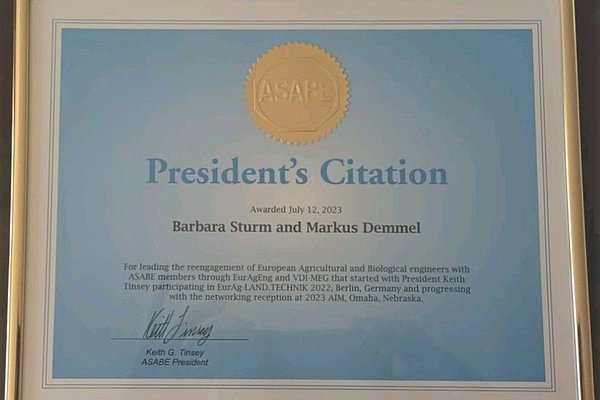 ASABE
President's Citation
Awarded July 12, 2023
Barbara Sturm and Markus Demmel
For leading the reengagement of European Agricultural and Biological engineers with
ASABE members through EurAgEng and VDI-MEG that started with President Keith
Tinsey participating in EurAg-LAND.TECHNIK 2022, Berlin, Germany and progressing
with the networking reception at 2023 AIM, Omaha, Nebraska.
Keith Tinsey
Keith G. Tinsey
ASABE President